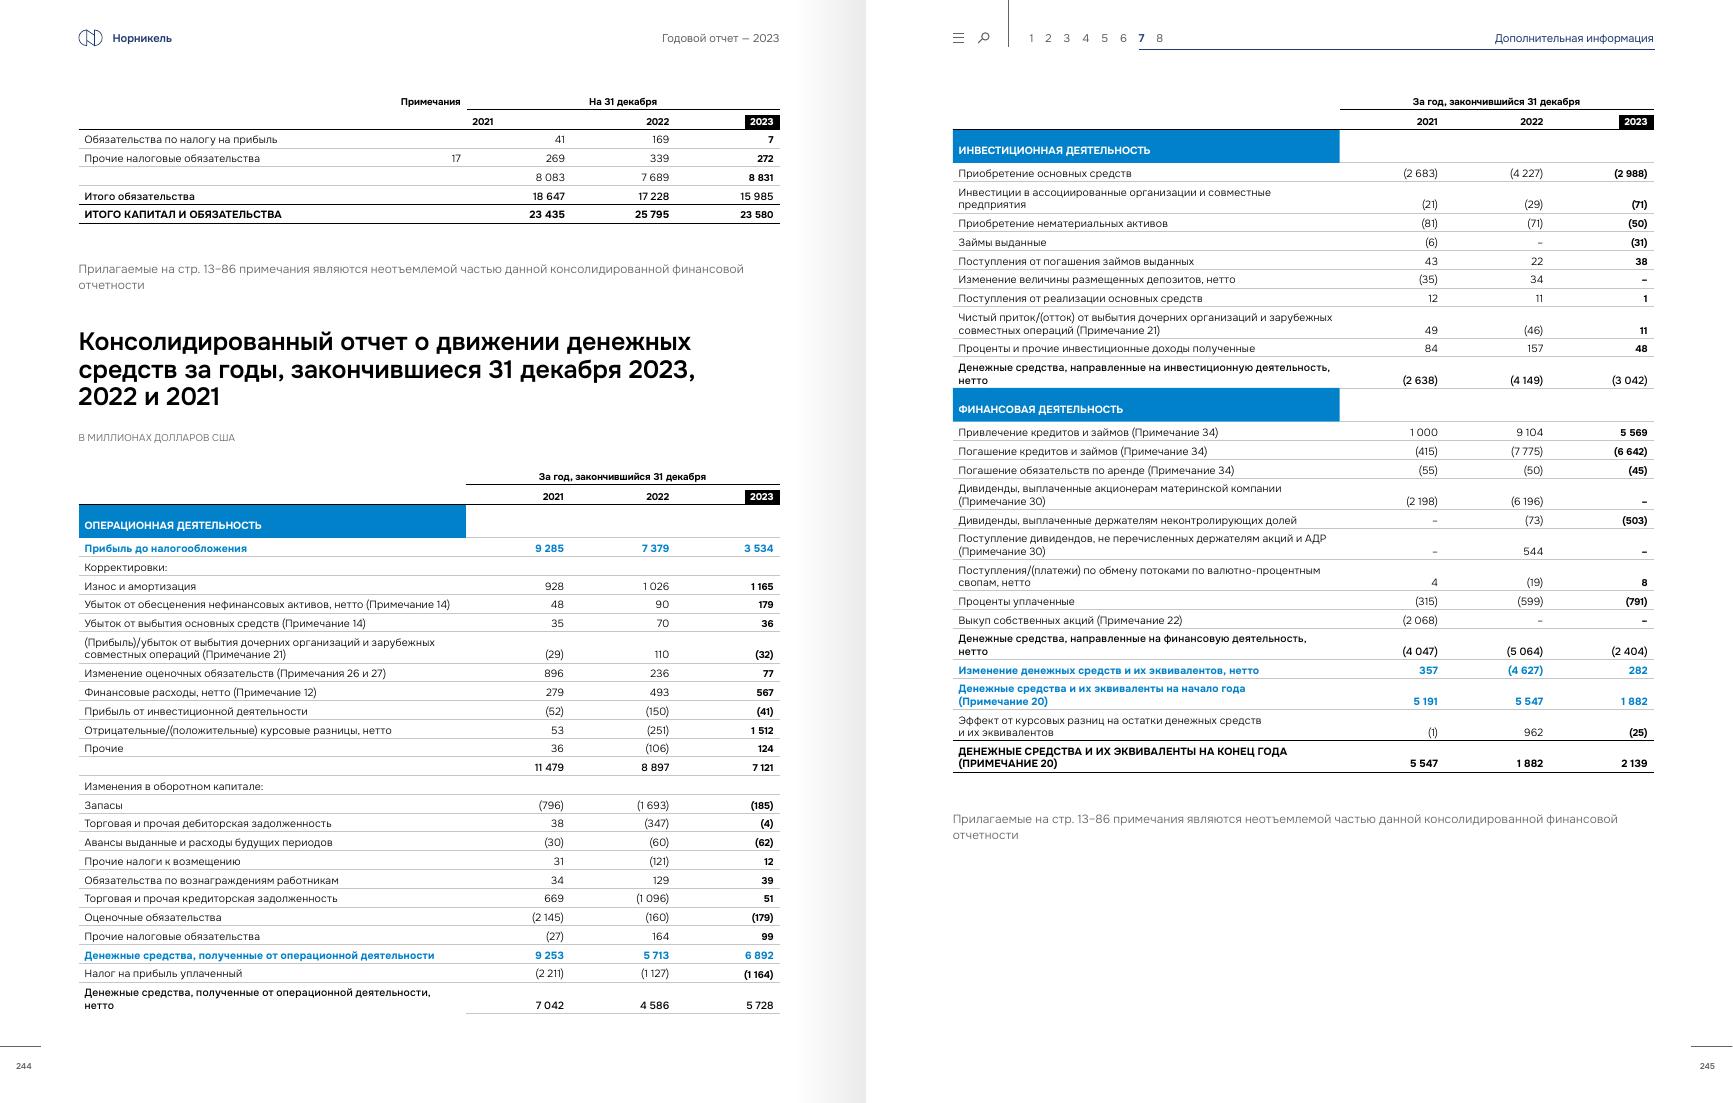 Норникель
Годовой отчет — 2023
Примечания На 31 декабря
2021 2022 2023
Обязательства по налогу на прибыль 41 169 7
Прочие налоговые обязательства 17 269 339 272
8 083 7 689 8 831
Итого обязательства 18 647 17 228 15 985
ИТОГО КАПИТАЛ И ОБЯЗАТЕЛЬСТВА 23 435 25 795 23 580
Прилагаемые на стр. 13–86 примечания являются неотъемлемой частью данной консолидированной финансовой
отчетности
Консолидированный отчет о движении денежных
средств за годы, закончившиеся 31 декабря 2023,
2022 и 2021
В МИЛЛИОНАХ ДОЛЛАРОВ США
За год, закончившийся 31 декабря
2021 2022 2023
ОПЕРАЦИОННАЯ ДЕЯТЕЛЬНОСТЬ
Прибыль до налогообложения 9 285 7 379 3 534
Корректировки:
Износ и амортизация 928 1 026 1 165
Убыток от обесценения нефинансовых активов, нетто (Примечание 14) 48 90 179
Убыток от выбытия основных средств (Примечание 14) 35 70 36
(Прибыль)/убыток от выбытия дочерних организаций и зарубежных
совместных операций (Примечание 21) (29) 110 (32)
Изменение оценочных обязательств (Примечания 26 и 27) 896 236 77
Финансовые расходы, нетто (Примечание 12) 279 493 567
Прибыль от инвестиционной деятельности (52) (150) (41)
Отрицательные/(положительные) курсовые разницы, нетто 53 (251) 1 512
Прочие 36 (106) 124
11 479 8 897 7 121
Изменения в оборотном капитале:
Запасы (796) (1 693) (185)
Торговая и прочая дебиторская задолженность 38 (347) (4)
Авансы выданные и расходы будущих периодов (30) (60) (62)
Прочие налоги к возмещению 31 (121) 12
Обязательства по вознаграждениям работникам 34 129 39
Торговая и прочая кредиторская задолженность 669 (1 096) 51
Оценочные обязательства (2 145) (160) (179)
Прочие налоговые обязательства (27) 164 99
Денежные средства, полученные от операционной деятельности 9 253 5 713 6 892
Налог на прибыль уплаченный (2 211) (1 127) (1 164)
Денежные средства, полученные от операционной деятельности,
нетто 7 042 4 586 5 728
244
1 2 3 4 5 6 7 8
Дополнительная информация
За год, закончившийся 31 декабря
2021 2022 2023
ИНВЕСТИЦИОННАЯ ДЕЯТЕЛЬНОСТЬ
Приобретение основных средств (2 683) (4 227) (2 988)
Инвестиции в ассоциированные организации и совместные
предприятия (21) (29) (71)
Приобретение нематериальных активов (81) (71) (50)
Займы выданные (6) – (31)
Поступления от погашения займов выданных 43 22 38
Изменение величины размещенных депозитов, нетто (35) 34 –
Поступления от реализации основных средств 12 11 1
Чистый приток/(отток) от выбытия дочерних организаций и зарубежных
совместных операций (Примечание 21) 49 (46) 11
Проценты и прочие инвестиционные доходы полученные 84 157 48
Денежные средства, направленные на инвестиционную деятельность,
нетто (2 638) (4 149) (3 042)
ФИНАНСОВАЯ ДЕЯТЕЛЬНОСТЬ
Привлечение кредитов и займов (Примечание 34) 1 000 9 104 5 569
Погашение кредитов и займов (Примечание 34) (415) (7 775) (6 642)
Погашение обязательств по аренде (Примечание 34) (55) (50) (45)
Дивиденды, выплаченные акционерам материнской компании
(Примечание 30) (2 198) (6 196) –
Дивиденды, выплаченные держателям неконтролирующих долей – (73) (503)
Поступление дивидендов, не перечисленных держателям акций и АДР
(Примечание 30) – 544 –
Поступления/(платежи) по обмену потоками по валютно-процентным
свопам, нетто 4 (19) 8
Проценты уплаченные (315) (599) (791)
Выкуп собственных акций (Примечание 22) (2 068) – –
Денежные средства, направленные на финансовую деятельность,
нетто (4 047) (5 064) (2 404)
Изменение денежных средств и их эквивалентов, нетто 357 (4 627) 282
Денежные средства и их эквиваленты на начало года
(Примечание 20) 5 191 5 547 1 882
Эффект от курсовых разниц на остатки денежных средств
и их эквивалентов (1) 962 (25)
ДЕНЕЖНЫЕ СРЕДСТВА И ИХ ЭКВИВАЛЕНТЫ НА КОНЕЦ ГОДА
(ПРИМЕЧАНИЕ 20) 5 547 1 882 2 139
Прилагаемые на стр. 13–86 примечания являются неотъемлемой частью данной консолидированной финансовой
отчетности
245